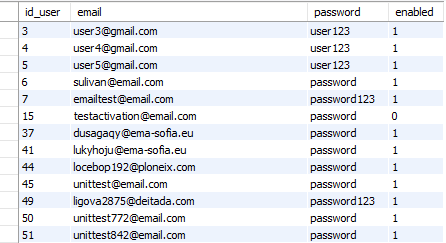 id_user email password enabled
3 user3@gmail.com user123 1
4 user4@gmail.com user123 1
5 user5@gmail.com user123 1
6 sulivan@email.com password 1
7 emailtest@email.com password123 1
15 testactivation@email.com password 0
37 dusagaqy@ema-sofia.eu password 1
41 lukyhoju@ema-sofia.eu password 1
44 locebop192@ploneix.com password 1
45 unittest@email.com password 1
49 ligova2875@deitada.com password123 1
50 unittest772@email.com password 1
51 unittest842@email.com password 1